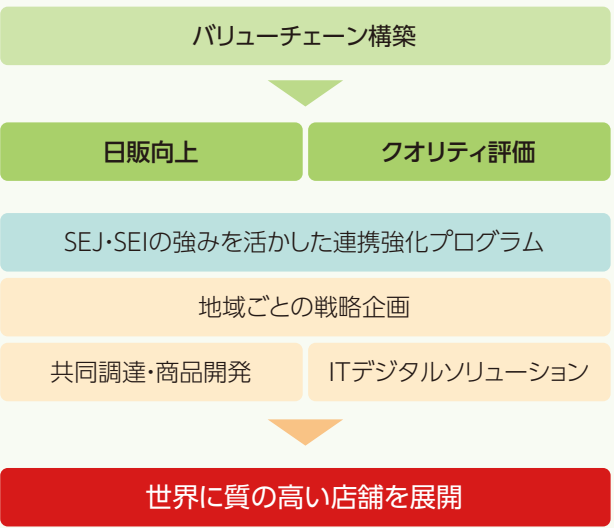 バリューチェーン構築
日販向上
クオリティ評価
SEJ・SEIの強みを活かした連携強化プログラム
地域ごとの戦略企画
共同調達・商品開発
ITデジタルソリューション
世界に質の高い店舗を展開